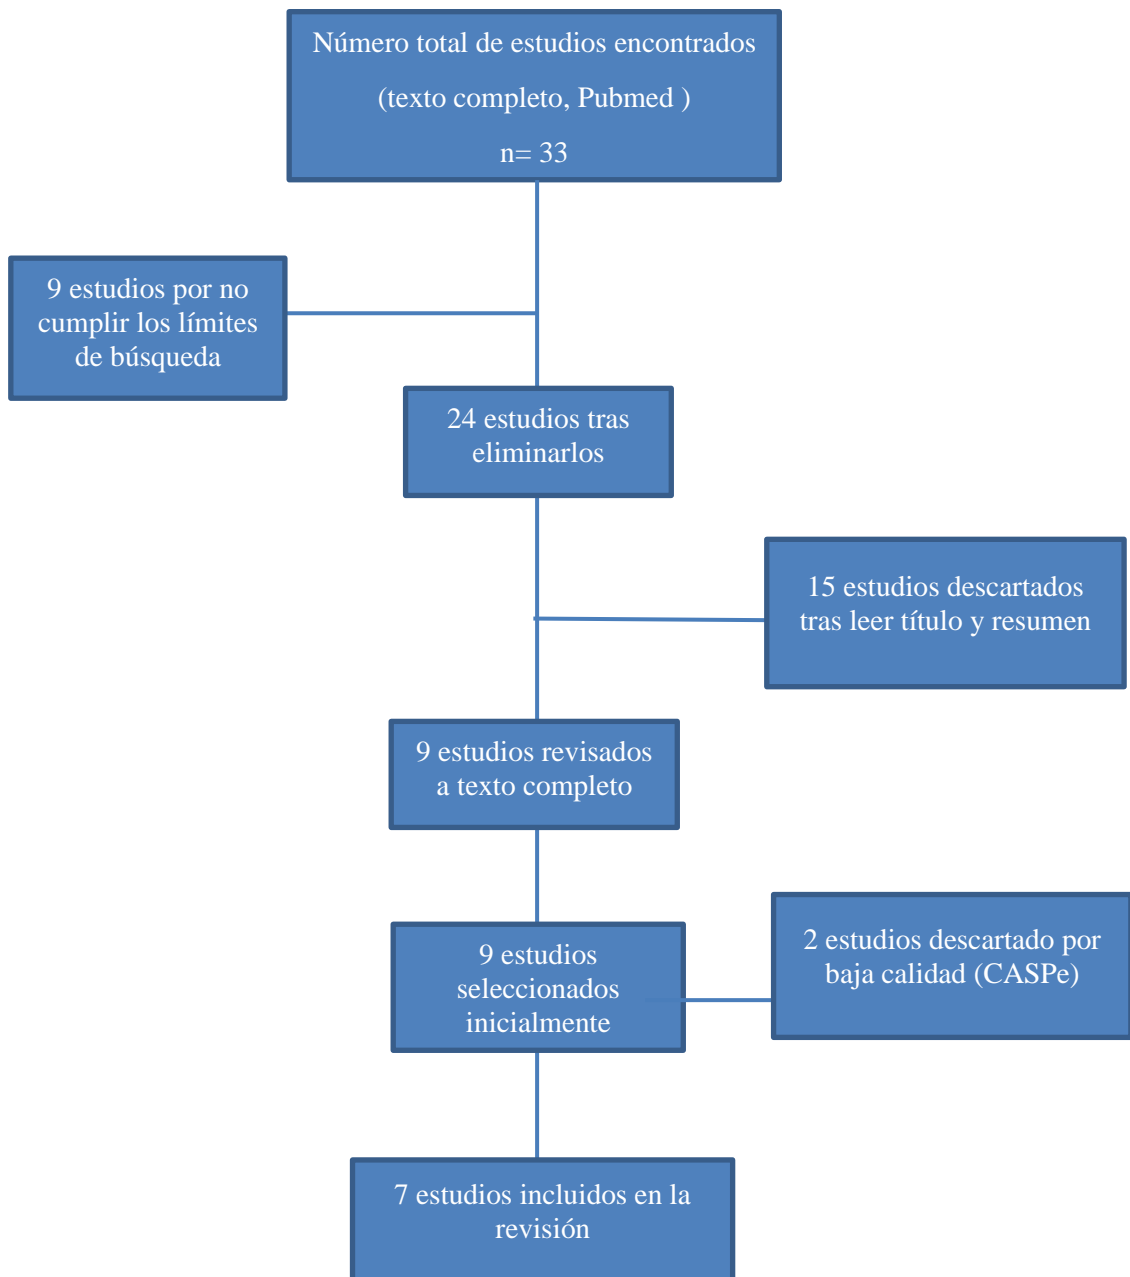 Número total de estudios encontrados
(texto completo, Pubmed )
n= 33
9 estudios por no
cumplir los límites
de búsqueda
24 estudios tras
eliminarlos
15 estudios descartados
tras leer título y resumen
9 estudios revisados
a texto completo
9 estudios
seleccionados
inicialmente
2 estudios descartado por
baja calidad (CASPe)
7 estudios incluidos en la
revisión